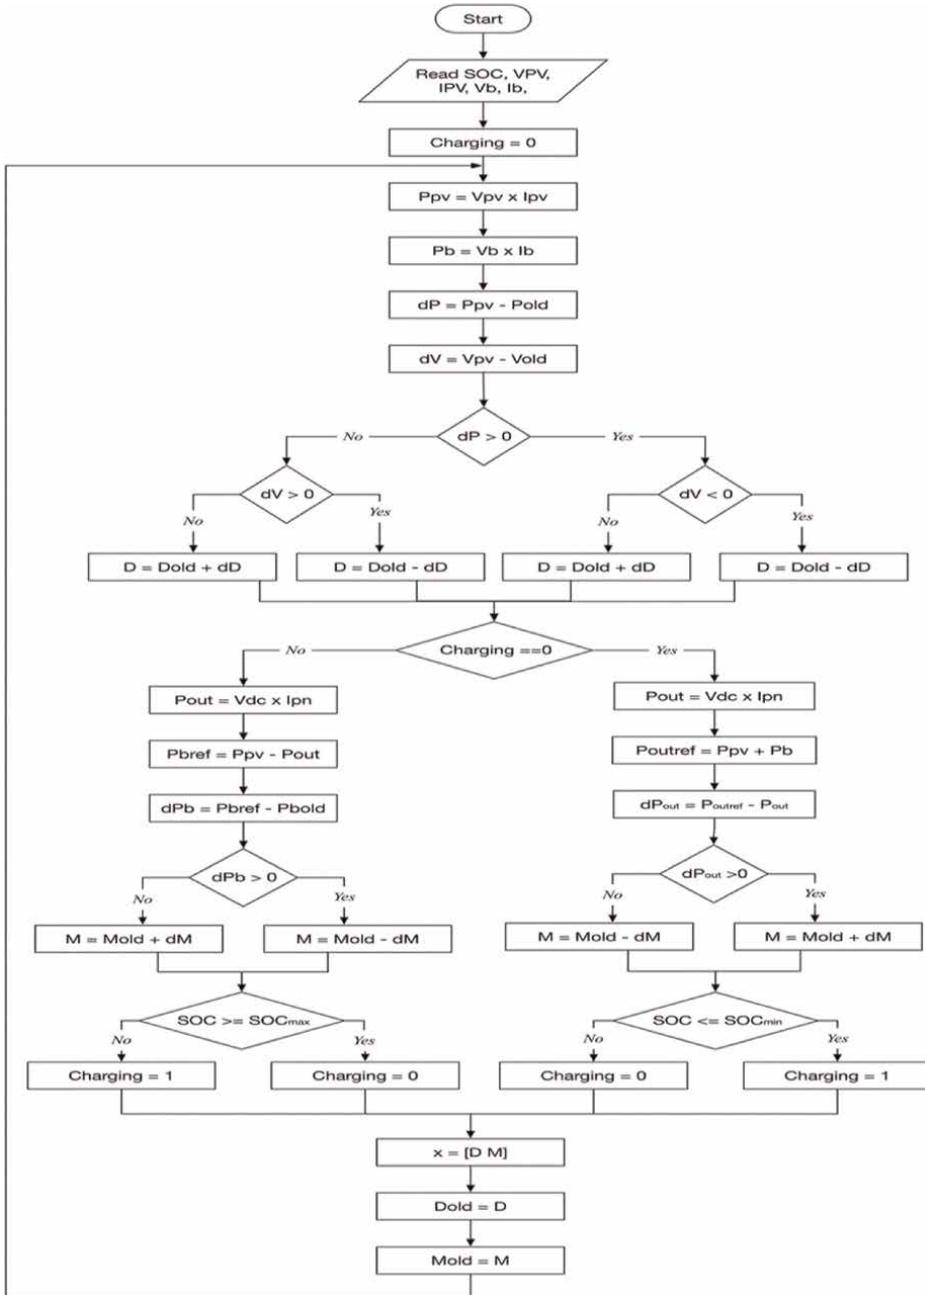 Start
Read SOC, VPV,
IPV, Vb, Ib,
Charging = 0
Ppv = Vpv x Ipv
Pb = Vb x Ib
dP = Ppv - Pold
dV = Vpv - Vold
dP > 0
No
Yes
dV > 0
dV < 0
No
Yes
No
Yes
D = Dold + dD
D = Dold - dD
D = Dold + dD
D = Dold - dD
Charging ==0
No
Yes
Pout = Vdc x Ipn
Pbref = Ppv - Pout
dPb = Pbref - Pbold
dPb > 0
No
Yes
M = Mold + dM
M = Mold - dM
SOC >= SOCmax
No
Yes
Charging = 1
Charging = 0
Pout = Vdc x Ipn
Poutref = Ppv + Pb
dPout = Poutref - Pout
dPout >0
No
Yes
M = Mold - dM
M = Mold + dM
SOC <= SOCmin
No
Yes
Charging = 0
Charging = 1
x = [D M]
Dold = D
Mold = M